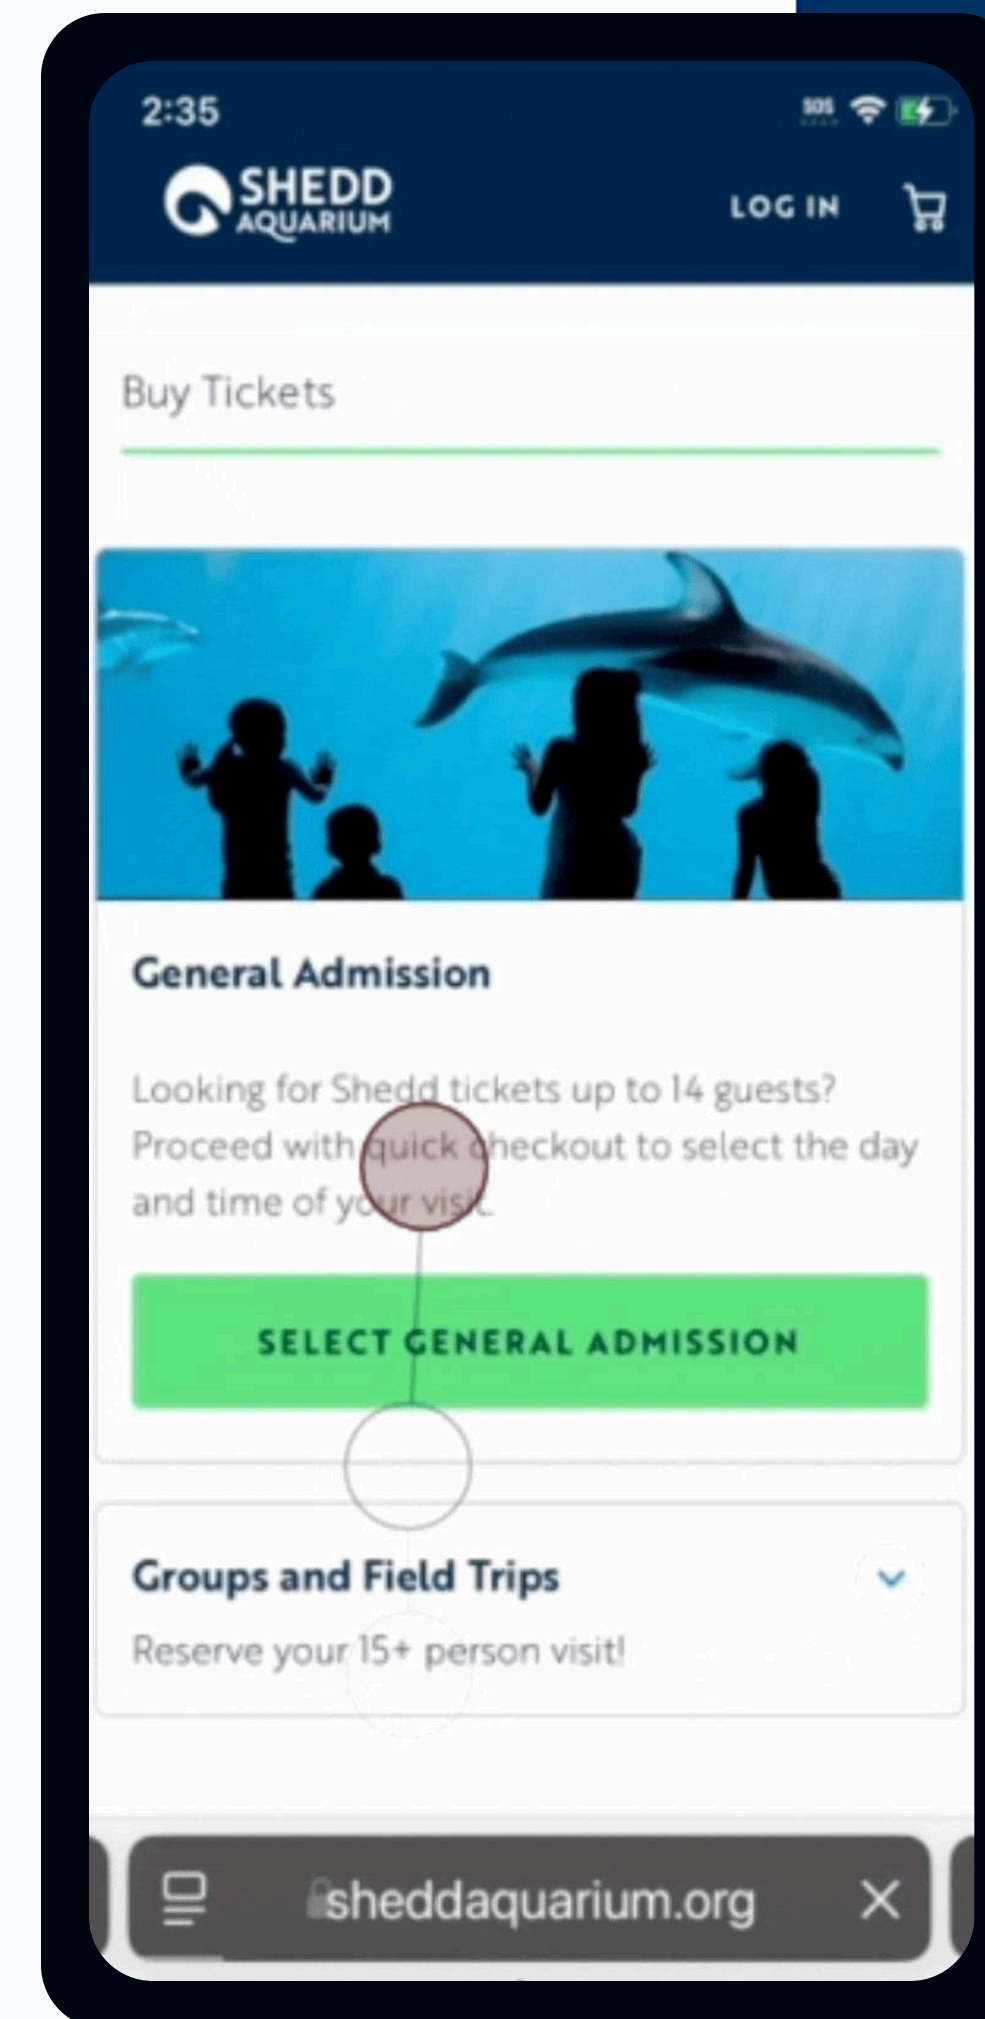 2:35
SOS
SHEDD
AQUARIUM
LOG IN
Buy Tickets
General Admission
Looking for Shedd tickets up to 14 guests?
Proceed with quick checkout to select the day
and time of your visit.
SELECT GENERAL ADMISSION
Groups and Field Trips
Reserve your 15+ person visit!
sheddaquarium.org